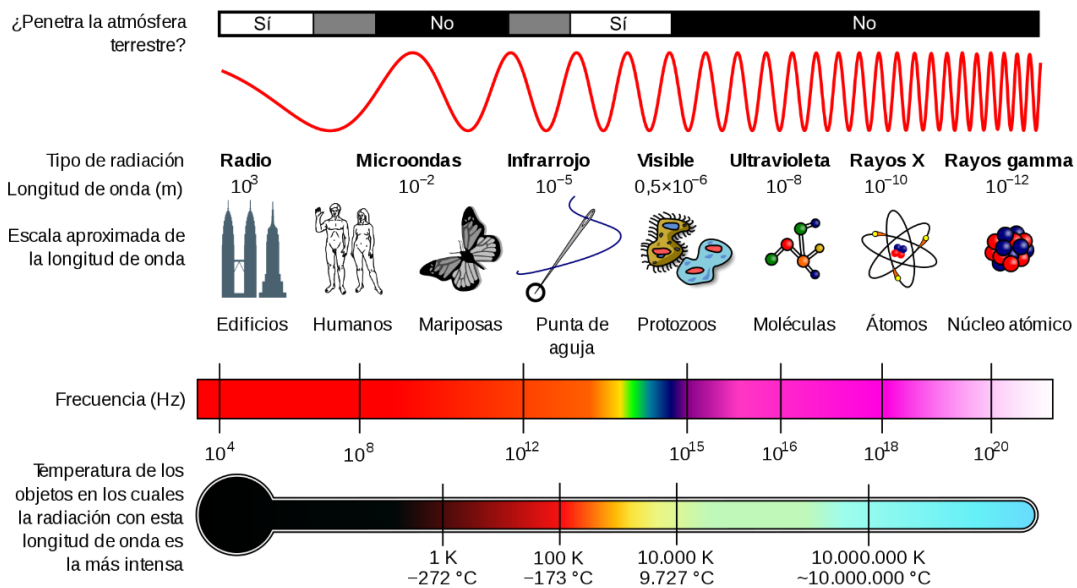 ¿Penetra la atmósfera
terrestre?
Sí
No
Sí
No
Tipo de radiación
Radio
Microondas
Infrarrojo
Visible
Ultravioleta
Rayos X
Rayos gamma
Longitud de onda (m)
10³
10⁻²
10⁻⁵
0,5×10⁻⁶
10⁻⁸
10⁻¹⁰
10⁻¹²
Escala aproximada de
la longitud de onda
Edificios
Humanos
Mariposas
Punta de
aguja
Protozoos
Moléculas
Átomos
Núcleo atómico
Frecuencia (Hz)
10⁴
10⁸
10¹²
10¹⁵
10¹⁶
10¹⁸
10²⁰
Temperatura de los
objetos en los cuales
la radiación con esta
longitud de onda es
la más intensa
1 K
−272 °C
100 K
−173 °C
10.000 K
9.727 °C
10.000.000 K
~10.000.000 °C